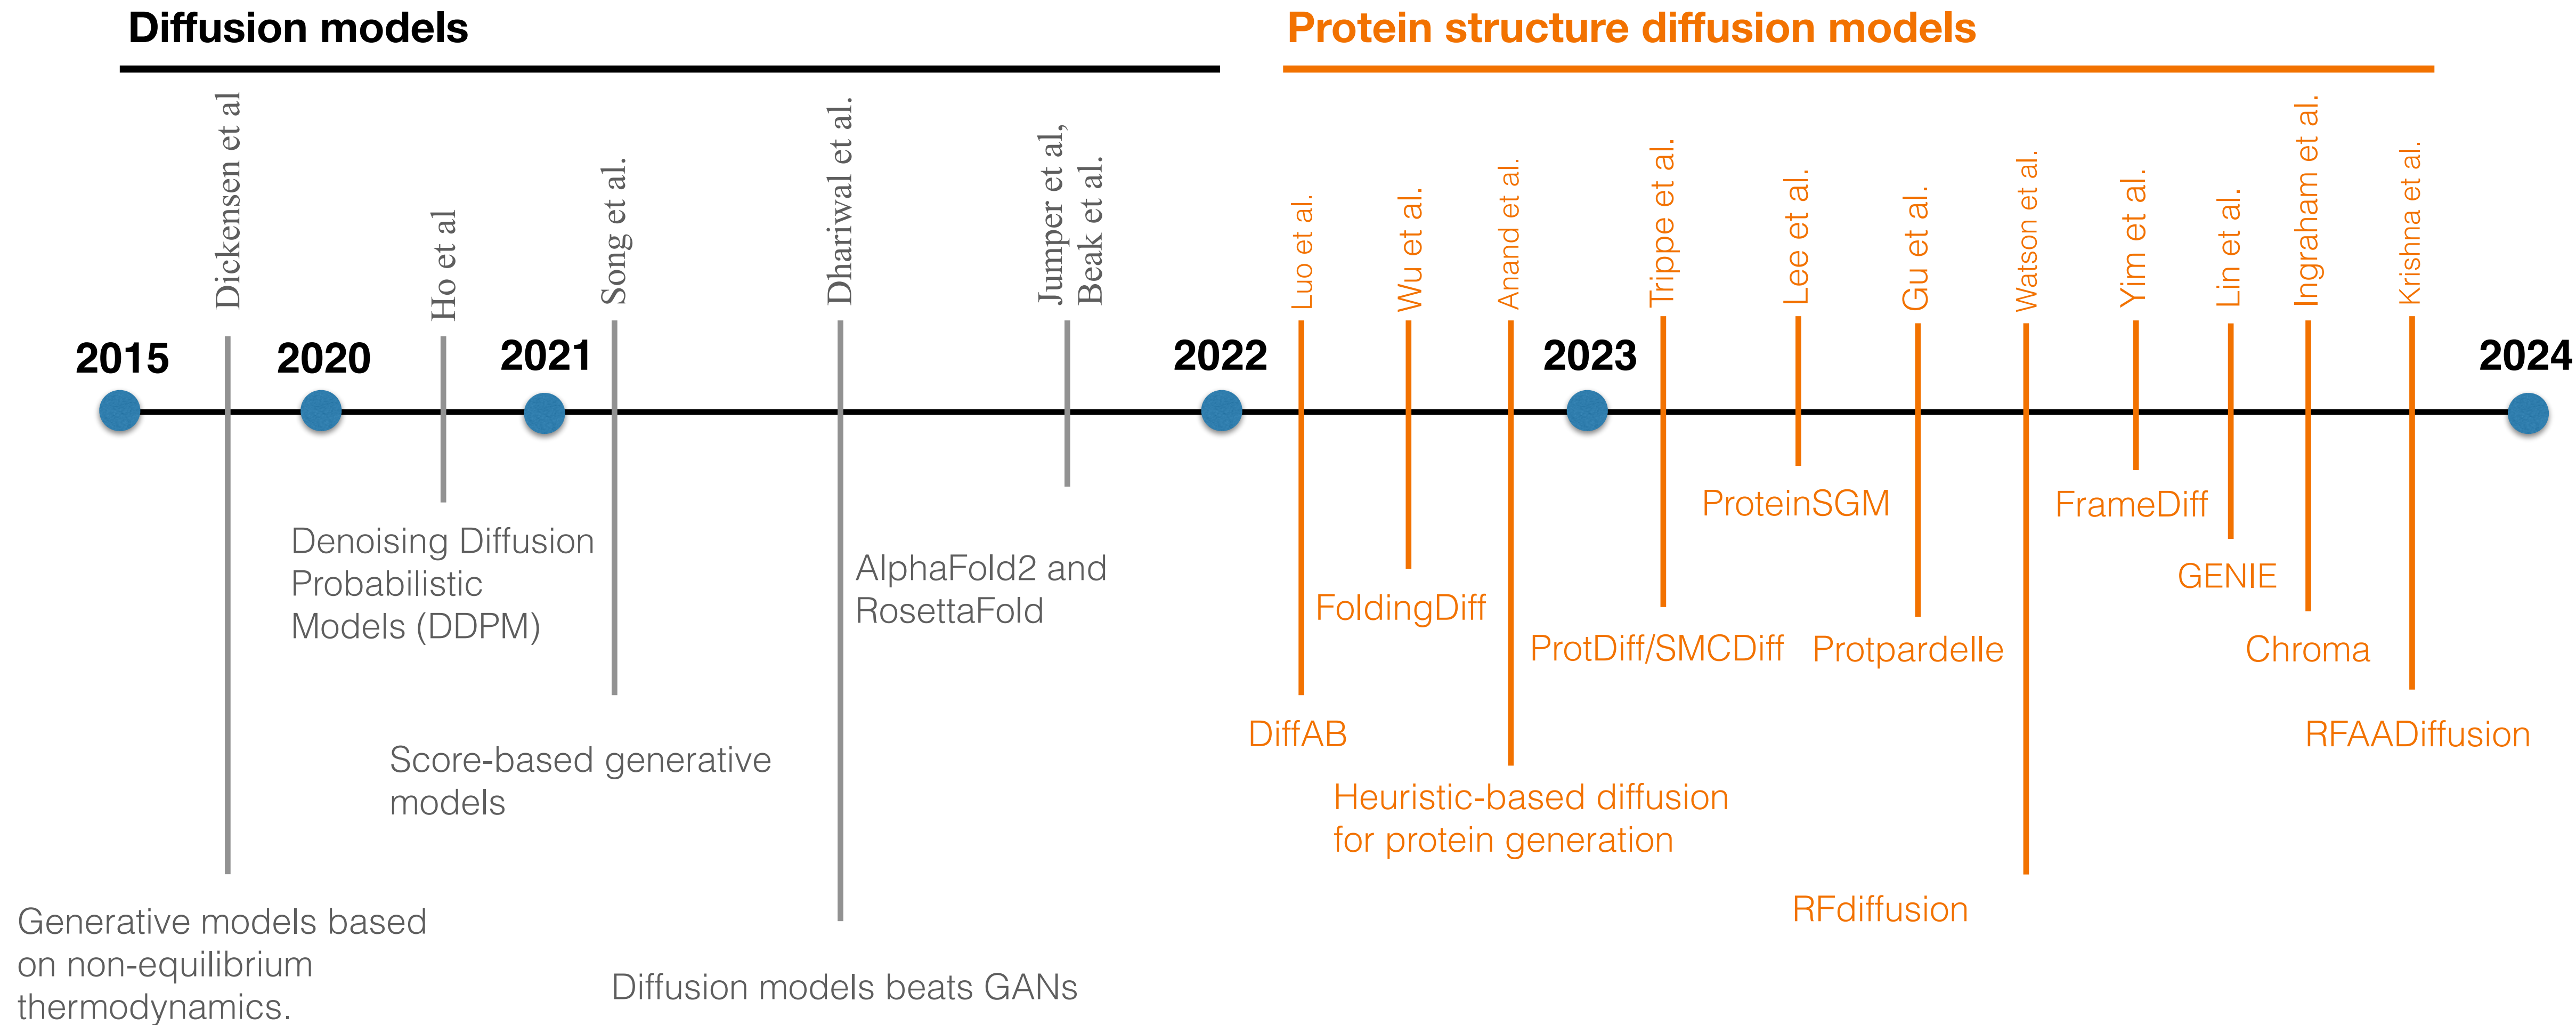 Diffusion models
Protein structure diffusion models
Dickensen et al
Ho et al
Song et al.
Dhariwal et al.
Jumper et al,
Beak et al.
Luo et al.
Wu et al.
Anand et al.
Trippe et al.
Lee et al.
Gu et al.
Watson et al.
Yim et al.
Lin et al.
Ingraham et al.
Krishna et al.
2015
2020
2021
2022
2023
2024
Denoising Diffusion
Probabilistic
Models (DDPM)
AlphaFold2 and
RosettaFold
ProteinSGM
FrameDiff
GENIE
FoldingDiff
ProtDiff/SMCDiff
Protpardelle
Chroma
DiffAB
RFAADiffusion
Score-based generative
models
Heuristic-based diffusion
for protein generation
RFdiffusion
Generative models based
on non-equilibrium
thermodynamics.
Diffusion models beats GANs